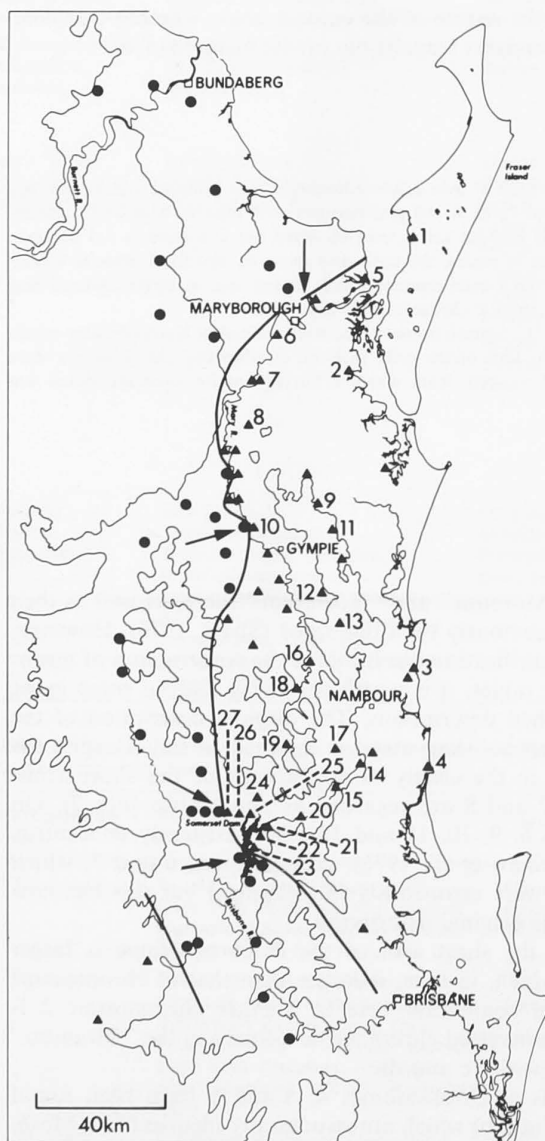 BUNDABERG
Burnett R.
Fraser
Island
1
5
MARYBOROUGH
6
2
7
Mary R.
8
9
10
11
GYMPIE
12
13
16
3
18
NAMBOUR
27
26
17
19
25
14
4
24
15
20
Somerset Dam
21
22
23
Brisbane R.
BRISBANE
40km